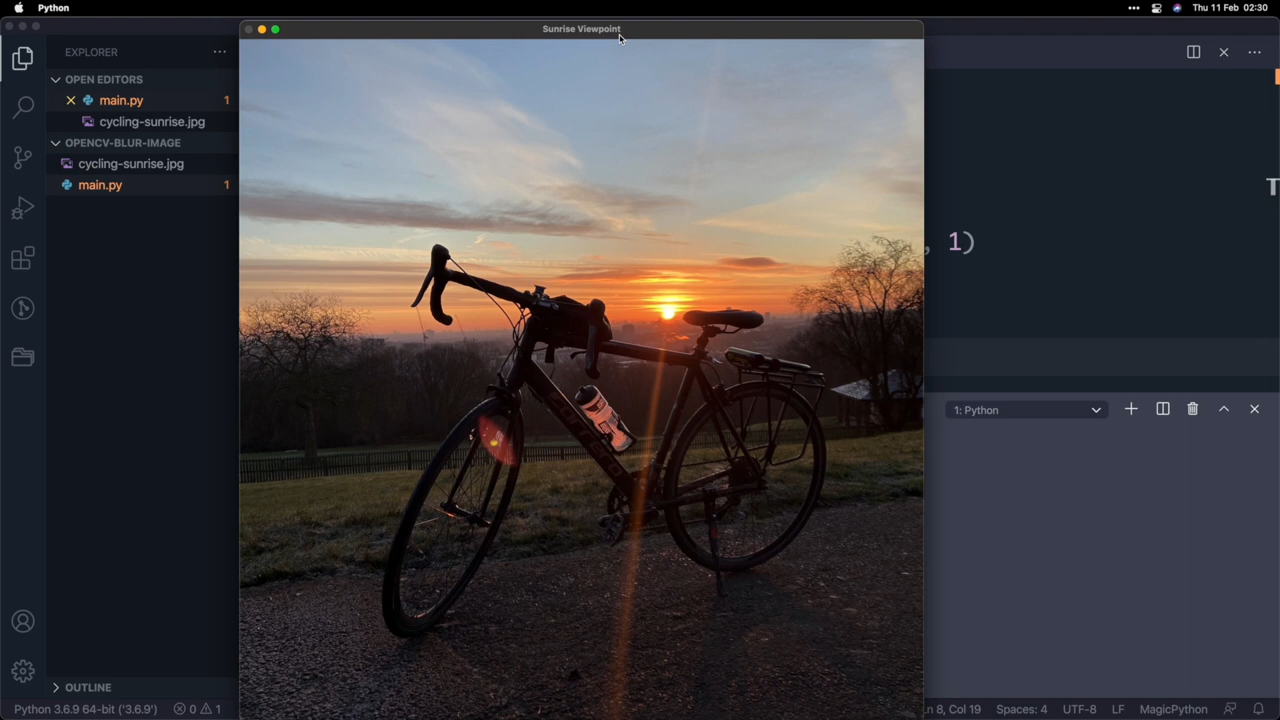 Python
Thu 11 Feb 02:30
Sunrise Viewpoint
EXPLORER
OPEN EDITORS
main.py 1
cycling-sunrise.jpg
OPENCV-BLUR-IMAGE
cycling-sunrise.jpg
main.py 1
T
, 1)
1: Python
OUTLINE
Python 3.6.9 64-bit ('3.6.9') 0 1
Ln 8, Col 19 Spaces: 4 UTF-8 LF MagicPython